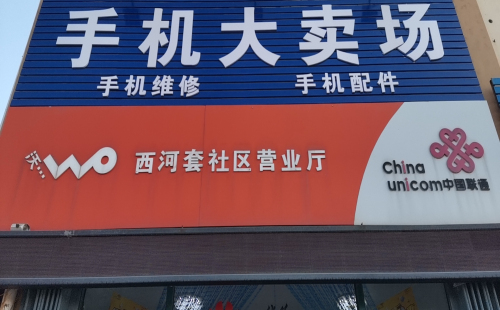 手机大卖场
手机维修 手机配件
沃... WO 西河套社区营业厅
China
unicom中国联通